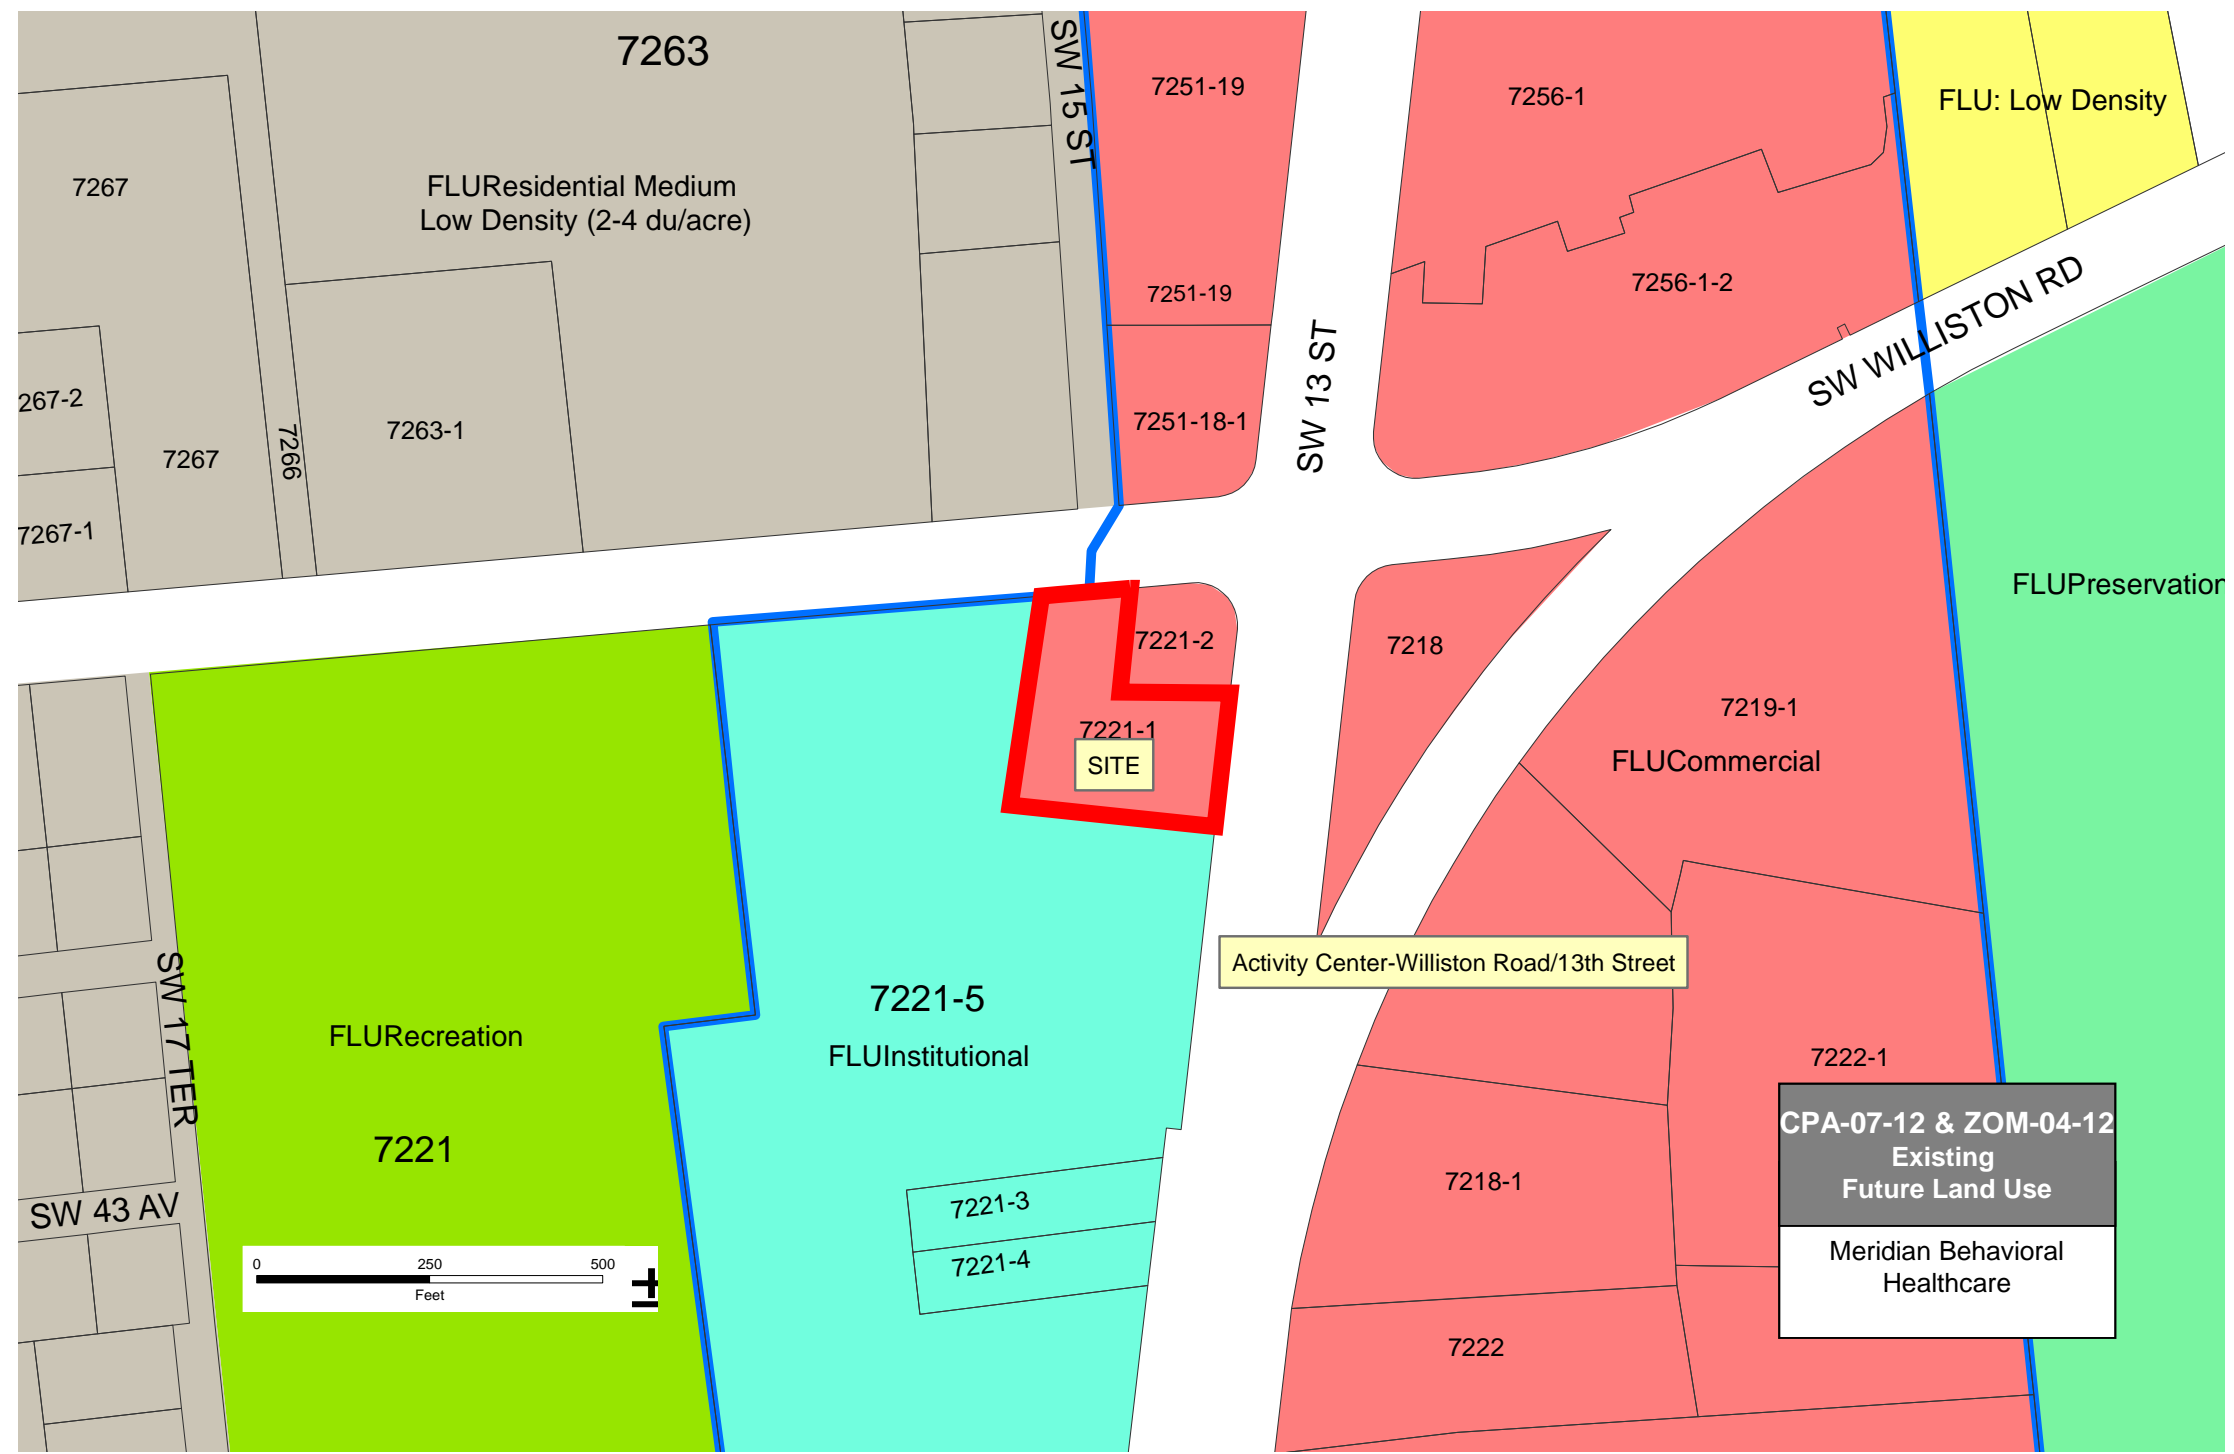 7263
SW 15 ST
7251-19
7256-1
FLU: Low Density
7267
FLUResidential Medium
Low Density (2-4 du/acre)
7251-19
7256-1-2
SW WILLISTON RD
SW 13 ST
267-2
7263-1
7251-18-1
7267
7266
7267-1
FLUPreservation
7221-2
7218
7221-1
SITE
7219-1
FLUCommercial
Activity Center-Williston Road/13th Street
SW 17 TER
7221-5
FLURecreation
FLUInstitutional
7222-1
7221
CPA-07-12 & ZOM-04-12
Existing
Future Land Use
Meridian Behavioral
Healthcare
7218-1
SW 43 AV
7221-3
7221-4
0 250 500
Feet
7222